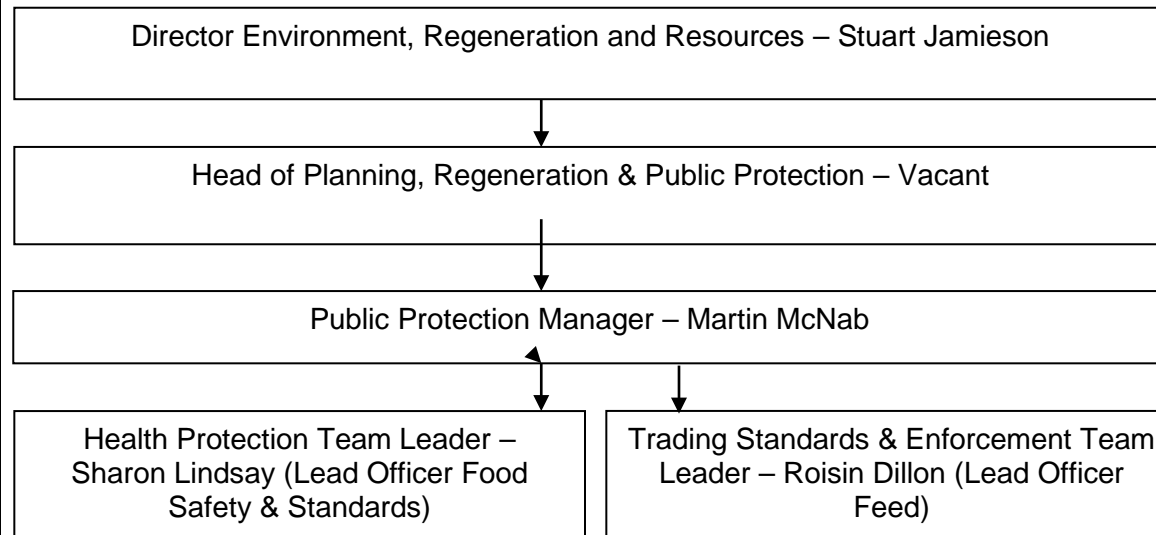 Director Environment, Regeneration and Resources – Stuart Jamieson
Head of Planning, Regeneration & Public Protection – Vacant
Public Protection Manager – Martin McNab
Health Protection Team Leader –
Sharon Lindsay (Lead Officer Food
Safety & Standards)
Trading Standards & Enforcement Team
Leader – Roisin Dillon (Lead Officer
Feed)